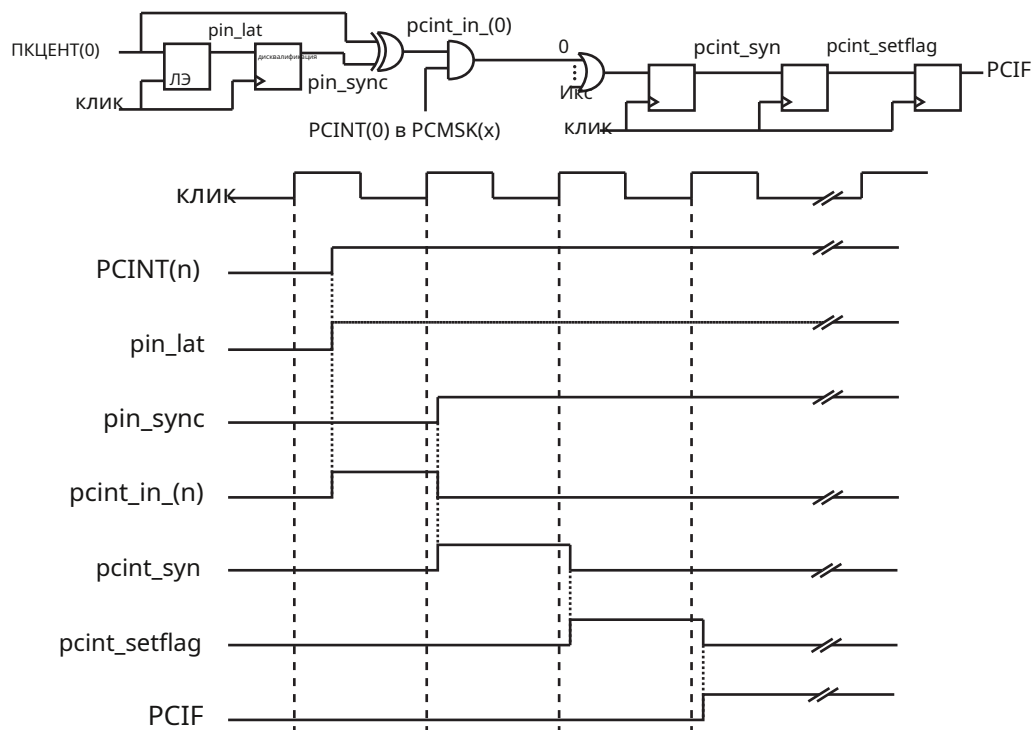 pcint_in_(0)
pin_lat
ПКЦЕНТ(0)
ЛЭ
дисквалификация
pin_sync
клик
PCINT(0) в PCMSK(x)
0
Икс
клик
pcint_syn
pcint_setflag
PCIF
клик
PCINT(n)
pin_lat
pin_sync
pcint_in_(n)
pcint_syn
pcint_setflag
PCIF